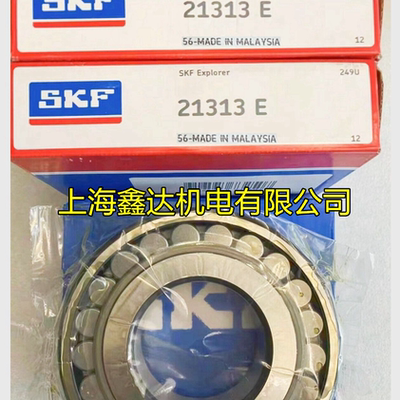 SKF
21313 E
56-MADE IN MALAYSIA
12
SKF Explorer
249U
SKF
21313 E
56-MADE IN MALAYSIA
12
上海鑫达机电有限公司
SKF